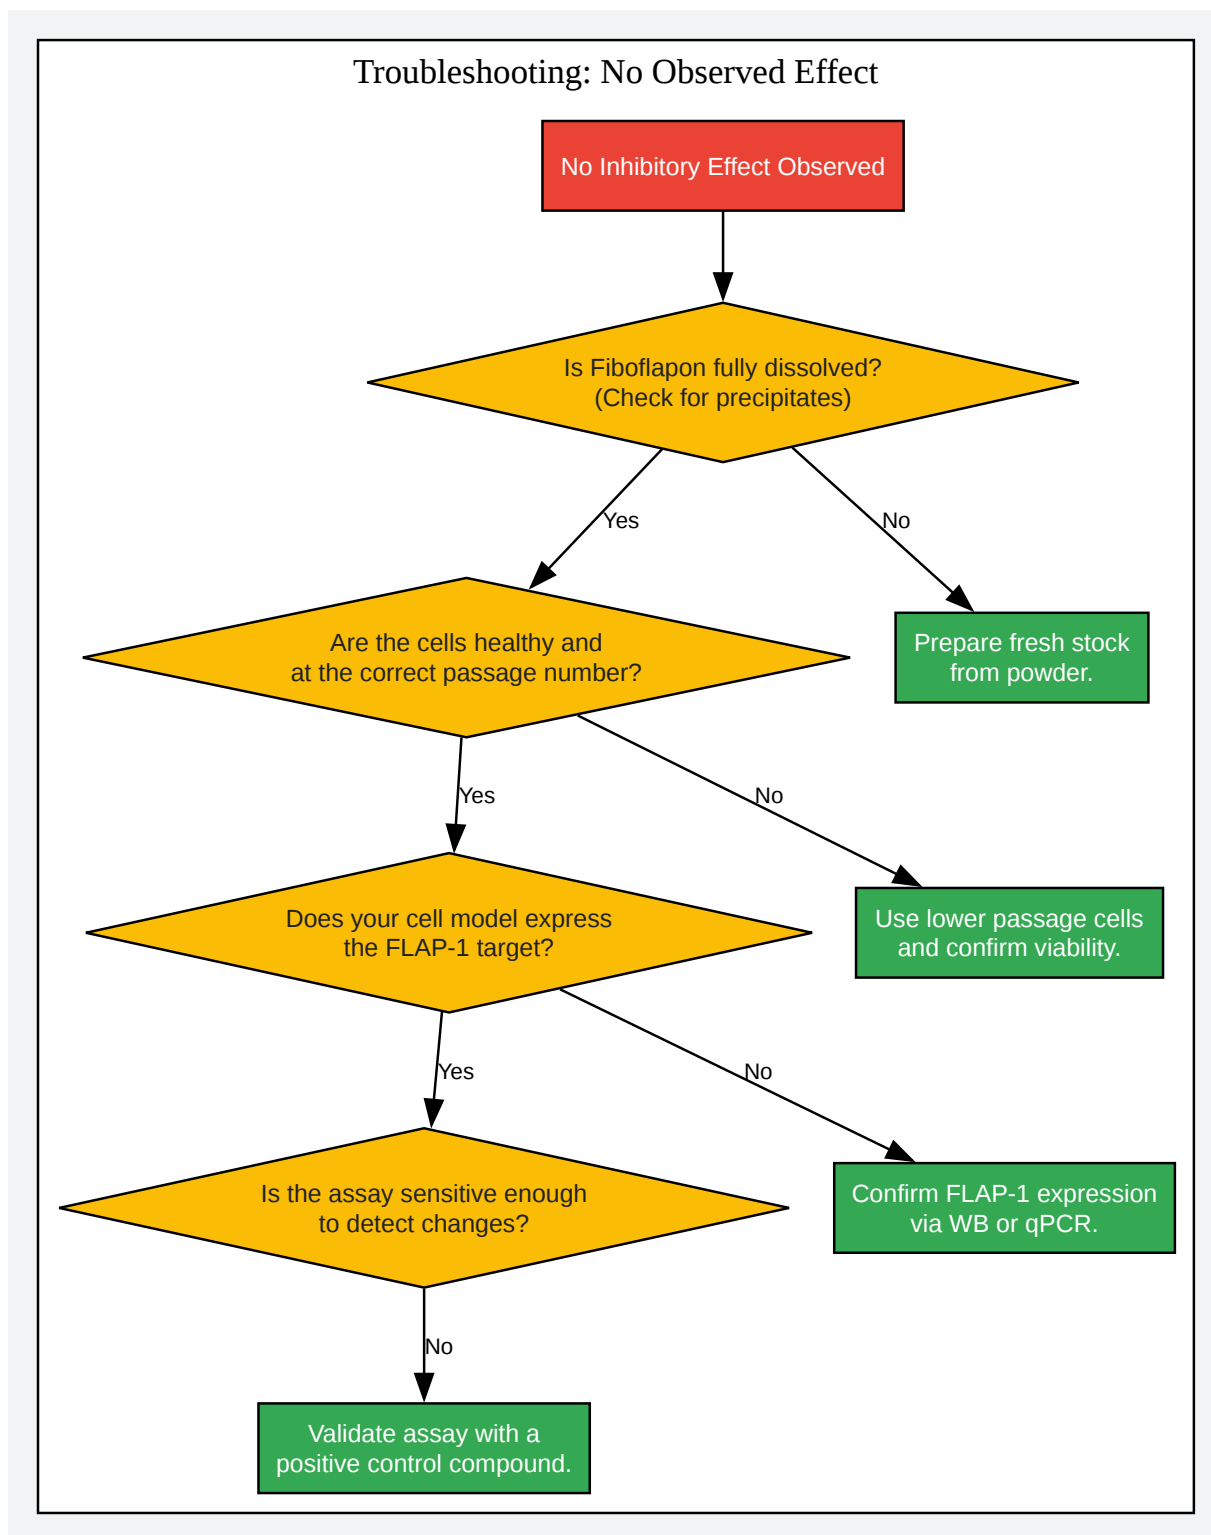 Troubleshooting: No Observed Effect
No Inhibitory Effect Observed
Is Fiboflapon fully dissolved?
(Check for precipitates)
Yes
No
Are the cells healthy and
at the correct passage number?
Prepare fresh stock
from powder.
Yes
No
Does your cell model express
the FLAP-1 target?
Use lower passage cells
and confirm viability.
Yes
No
Is the assay sensitive enough
to detect changes?
Confirm FLAP-1 expression
via WB or qPCR.
No
Validate assay with a
positive control compound.